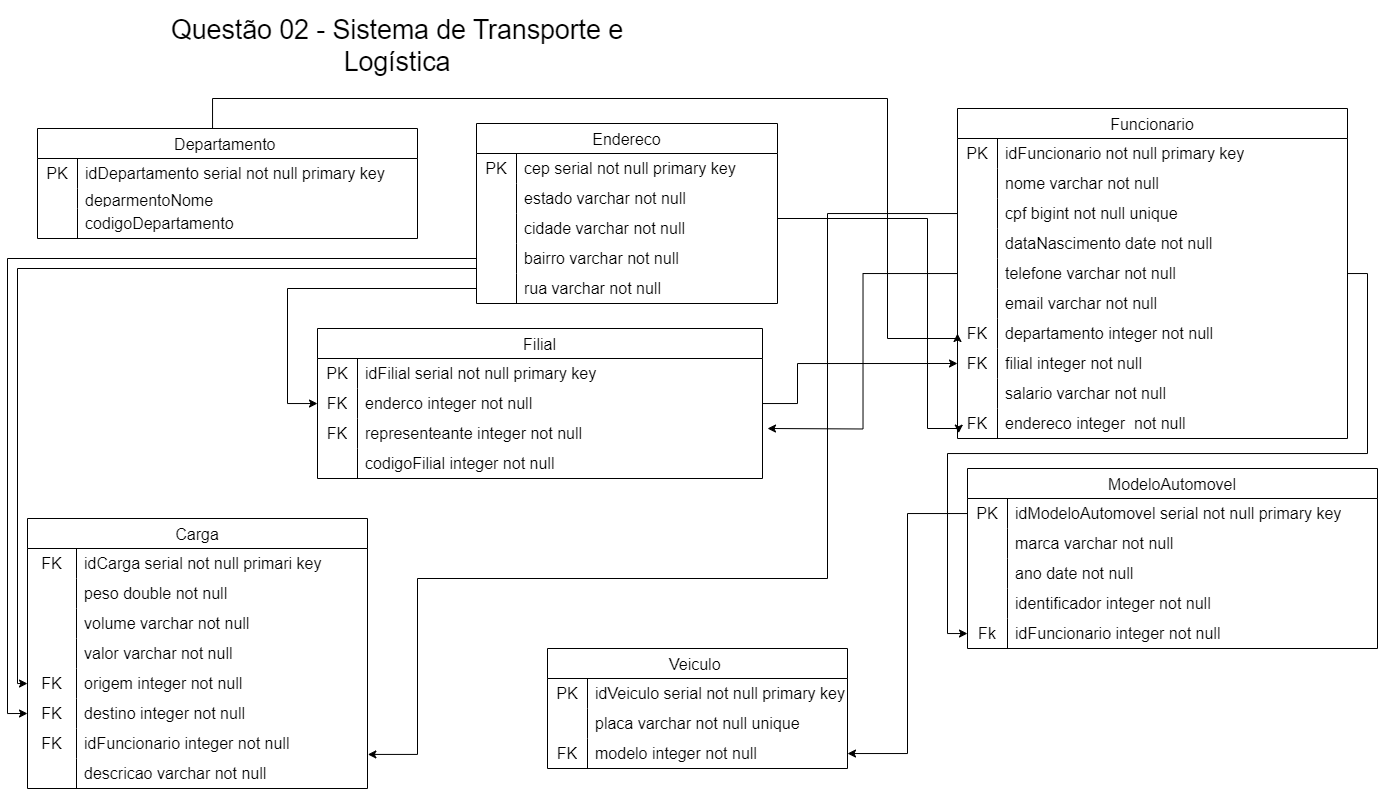 Questão 02 - Sistema de Transporte e
Logística
Departamento
PK idDepartamento serial not null primary key
deparmentoNome
codigoDepartamento
Endereco
PK cep serial not null primary key
estado varchar not null
cidade varchar not null
bairro varchar not null
rua varchar not null
Funcionario
PK idFuncionario not null primary key
nome varchar not null
cpf bigint not null unique
dataNascimento date not null
telefone varchar not null
email varchar not null
FK departamento integer not null
FK filial integer not null
salario varchar not null
FK endereco integer  not null
Filial
PK idFilial serial not null primary key
FK enderco integer not null
FK representeante integer not null
codigoFilial integer not null
ModeloAutomovel
PK idModeloAutomovel serial not null primary key
marca varchar not null
ano date not null
identificador integer not null
Fk idFuncionario integer not null
Carga
FK idCarga serial not null primari key
peso double not null
volume varchar not null
valor varchar not null
FK origem integer not null
FK destino integer not null
FK idFuncionario integer not null
descricao varchar not null
Veiculo
PK idVeiculo serial not null primary key
placa varchar not null unique
FK modelo integer not null